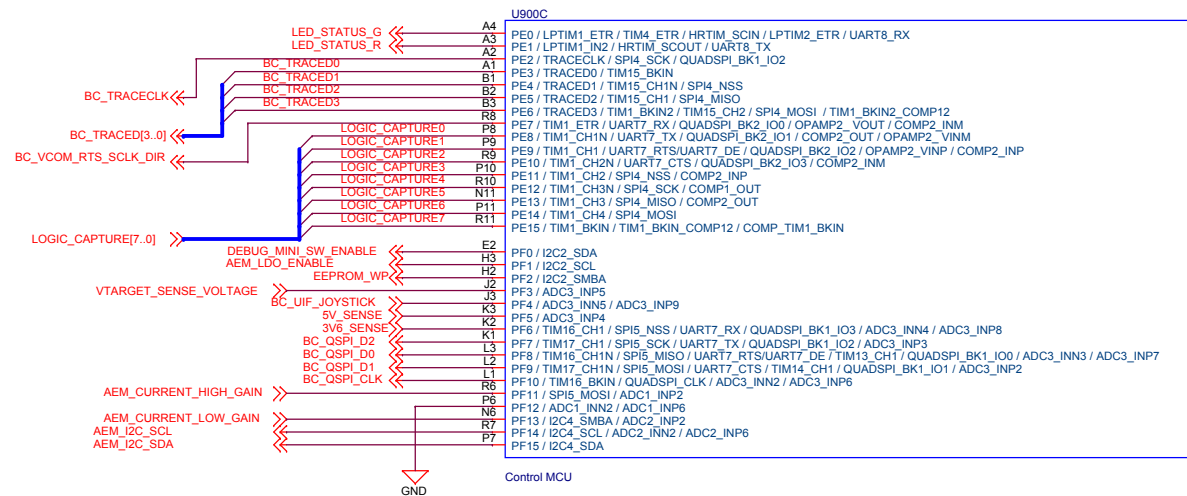 U900C
LED_STATUS_G A4 PE0 / LPTIM1_ETR / TIM4_ETR / HRTIM_SCIN / LPTIM2_ETR / UART8_RX
LED_STATUS_R A3 PE1 / LPTIM1_IN2 / HRTIM_SCOUT / UART8_TX
A2 PE2 / TRACECLK / SPI4_SCK / QUADSPI_BK1_IO2
BC_TRACED0 A1 PE3 / TRACED0 / TIM15_BKIN
BC_TRACED1 B1 PE4 / TRACED1 / TIM15_CH1N / SPI4_NSS
BC_TRACECLK BC_TRACED2 B2 PE5 / TRACED2 / TIM15_CH1 / SPI4_MISO
BC_TRACED3 B3 PE6 / TRACED3 / TIM1_BKIN2 / TIM15_CH2 / SPI4_MOSI / TIM1_BKIN2_COMP12
R8 PE7 / TIM1_ETR / UART7_RX / QUADSPI_BK2_IO0 / OPAMP2_VOUT / COMP2_INM
BC_TRACED[3..0] LOGIC_CAPTURE0 P8 PE8 / TIM1_CH1N / UART7_TX / QUADSPI_BK2_IO1 / COMP2_OUT / OPAMP2_VINM
LOGIC_CAPTURE1 P9 PE9 / TIM1_CH1 / UART7_RTS/UART7_DE / QUADSPI_BK2_IO2 / OPAMP2_VINP / COMP2_INP
BC_VCOM_RTS_SCLK_DIR LOGIC_CAPTURE2 R9 PE10 / TIM1_CH2N / UART7_CTS / QUADSPI_BK2_IO3 / COMP2_INM
LOGIC_CAPTURE3 P10 PE11 / TIM1_CH2 / SPI4_NSS / COMP2_INP
LOGIC_CAPTURE4 R10 PE12 / TIM1_CH3N / SPI4_SCK / COMP1_OUT
LOGIC_CAPTURE5 N11 PE13 / TIM1_CH3 / SPI4_MISO / COMP2_OUT
LOGIC_CAPTURE6 P11 PE14 / TIM1_CH4 / SPI4_MOSI
LOGIC_CAPTURE7 R11 PE15 / TIM1_BKIN / TIM1_BKIN_COMP12 / COMP_TIM1_BKIN
LOGIC_CAPTURE[7..0]
DEBUG_MINI_SW_ENABLE E2 PF0 / I2C2_SDA
AEM_LDO_ENABLE H3 PF1 / I2C2_SCL
EEPROM_WP H2 PF2 / I2C2_SMBA
VTARGET_SENSE_VOLTAGE J2 PF3 / ADC3_INP5
BC_UIF_JOYSTICK J3 PF4 / ADC3_INN5 / ADC3_INP9
5V_SENSE K3 PF5 / ADC3_INP4
3V6_SENSE K2 PF6 / TIM16_CH1 / SPI5_NSS / UART7_RX / QUADSPI_BK1_IO3 / ADC3_INN4 / ADC3_INP8
BC_QSPI_D2 K1 PF7 / TIM17_CH1 / SPI5_SCK / UART7_TX / QUADSPI_BK1_IO2 / ADC3_INP3
BC_QSPI_D0 L3 PF8 / TIM16_CH1N / SPI5_MISO / UART7_RTS/UART7_DE / TIM13_CH1 / QUADSPI_BK1_IO0 / ADC3_INN3 / ADC3_INP7
BC_QSPI_D1 L2 PF9 / TIM17_CH1N / SPI5_MOSI / UART7_CTS / TIM14_CH1 / QUADSPI_BK1_IO1 / ADC3_INP2
BC_QSPI_CLK L1 PF10 / TIM16_BKIN / QUADSPI_CLK / ADC3_INN2 / ADC3_INP6
AEM_CURRENT_HIGH_GAIN R6 PF11 / SPI5_MOSI / ADC1_INP2
P6 PF12 / ADC1_INN2 / ADC1_INP6
AEM_CURRENT_LOW_GAIN N6 PF13 / I2C4_SMBA / ADC2_INP2
AEM_I2C_SCL R7 PF14 / I2C4_SCL / ADC2_INN2 / ADC2_INP6
AEM_I2C_SDA P7 PF15 / I2C4_SDA
Control MCU
GND